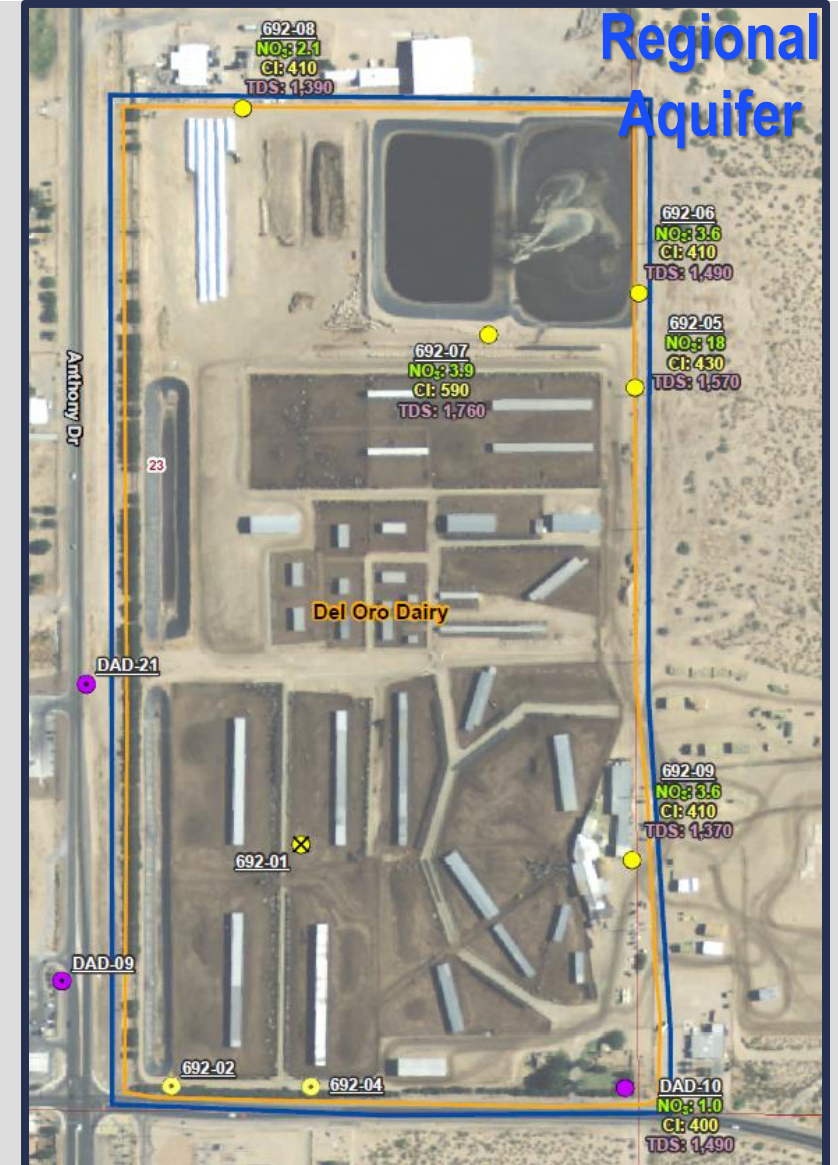 Regional
Aquifer
692-08
NO₃: 2.1
Cl: 410
TDS: 1,390
692-06
NO₃: 3.6
Cl: 410
TDS: 1,490
692-05
NO₃: 18
Cl: 430
TDS: 1,570
692-07
NO₃: 3.9
Cl: 590
TDS: 1,760
Anthony Dr
23
Del Oro Dairy
DAD-21
692-09
NO₃: 3.6
Cl: 410
TDS: 1,370
692-01
DAD-09
692-02
692-04
DAD-10
NO₃: 1.0
Cl: 400
TDS: 1,490